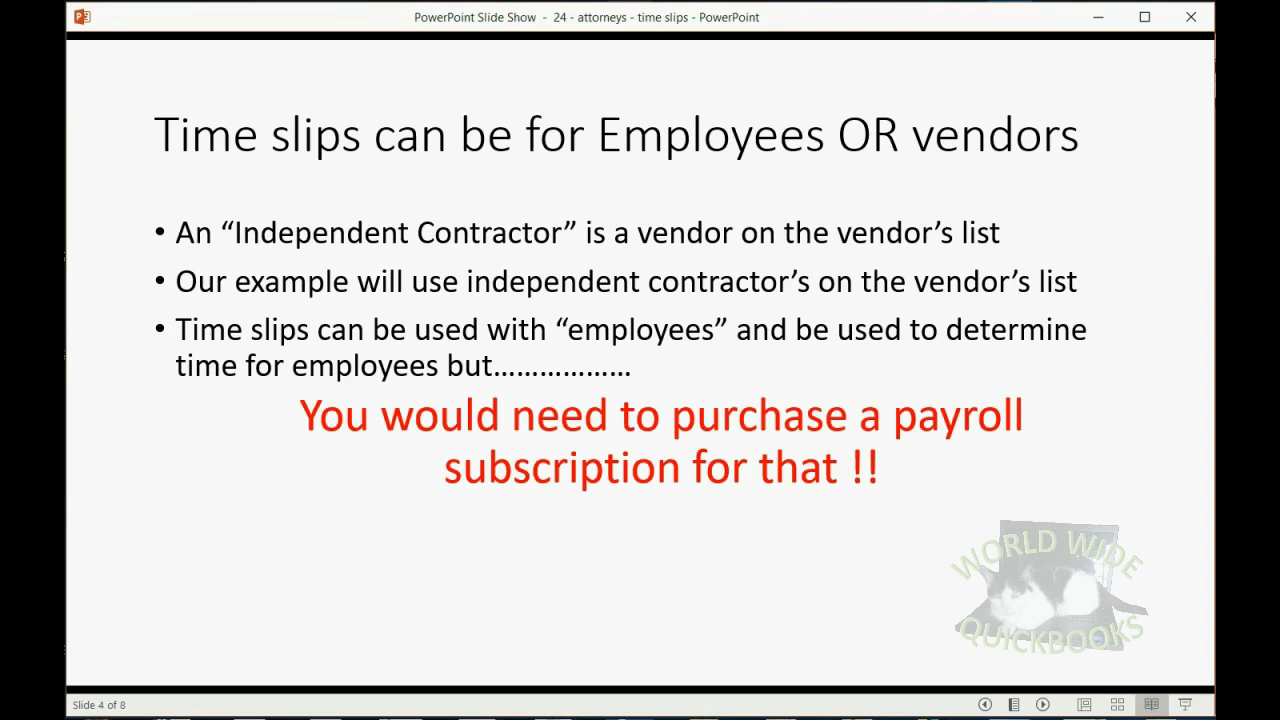 PowerPoint Slide Show - 24 - attorneys - time slips - PowerPoint
Time slips can be for Employees OR vendors
• An “Independent Contractor” is a vendor on the vendor’s list
• Our example will use independent contractor’s on the vendor’s list
• Time slips can be used with “employees” and be used to determine
time for employees but………………
You would need to purchase a payroll
subscription for that !!
WORLD WIDE
QUICKBOOKS
Slide 4 of 8